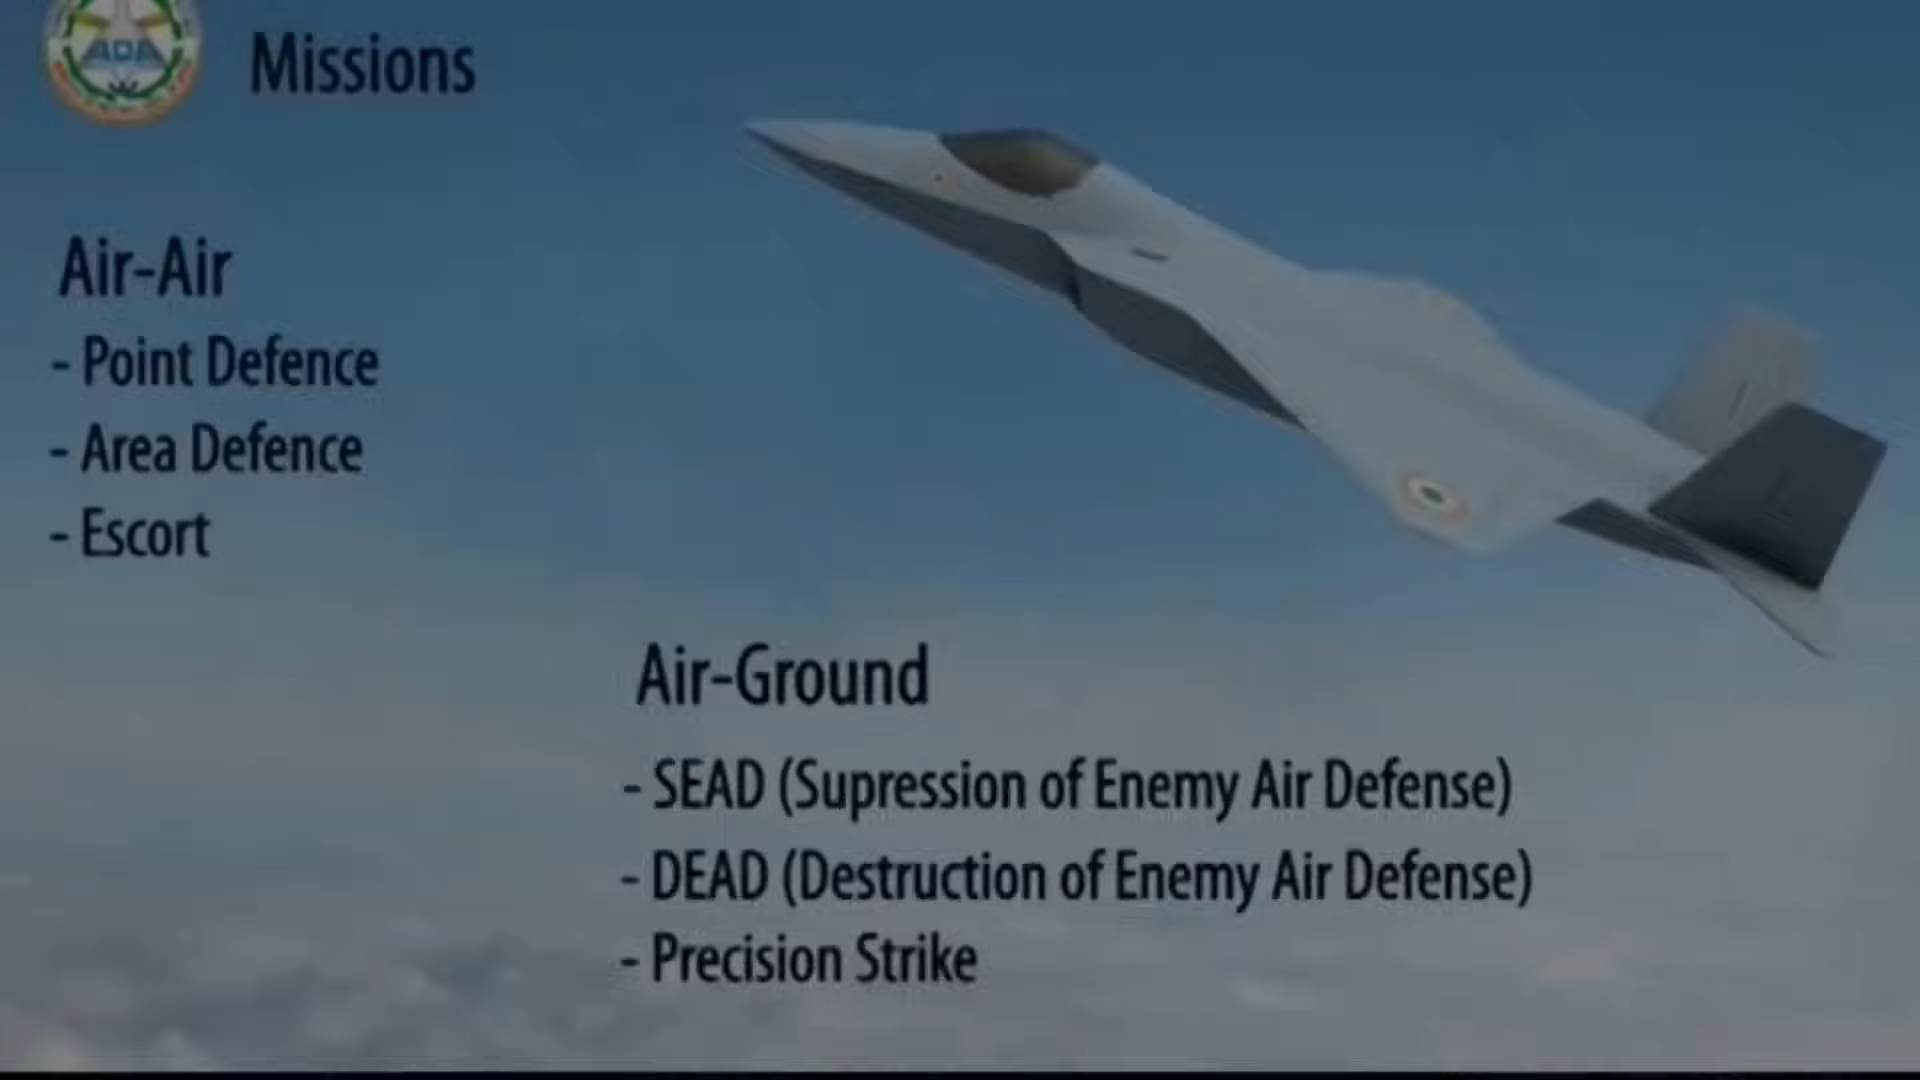 ADA
Missions
Air-Air
- Point Defence
- Area Defence
- Escort
Air-Ground
- SEAD (Supression of Enemy Air Defense)
- DEAD (Destruction of Enemy Air Defense)
- Precision Strike